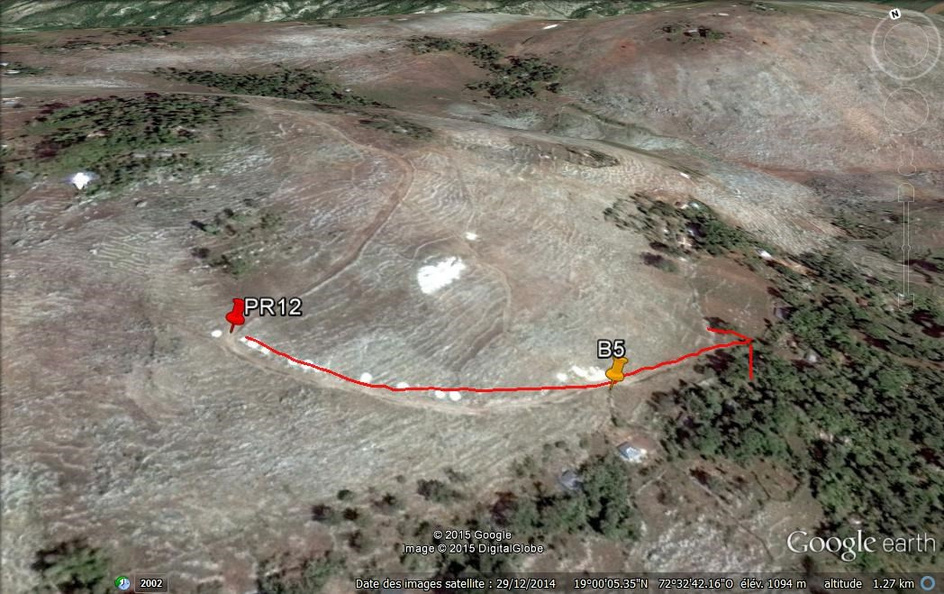 N
PR12
B5
© 2015 Google
Image © 2015 DigitalGlobe
Google earth
2002
Date des images satellite : 29/12/2014 19°00'05.35"N 72°32'42.16"O élév. 1094 m altitude 1.27 km